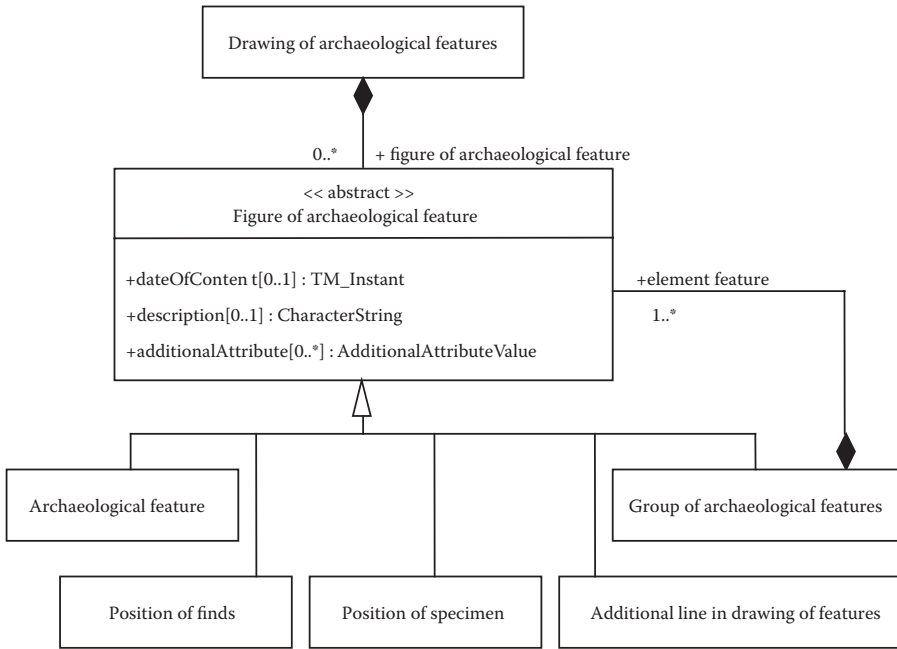 Drawing of archaeological features
0..* + figure of archaeological feature
<< abstract >>
Figure of archaeological feature
+dateOfConten t[0..1] : TM_Instant
+description[0..1] : CharacterString
+additionalAttribute[0..*] : AdditionalAttributeValue
+element feature
1..*
Archaeological feature
Group of archaeological features
Position of finds
Position of specimen
Additional line in drawing of features